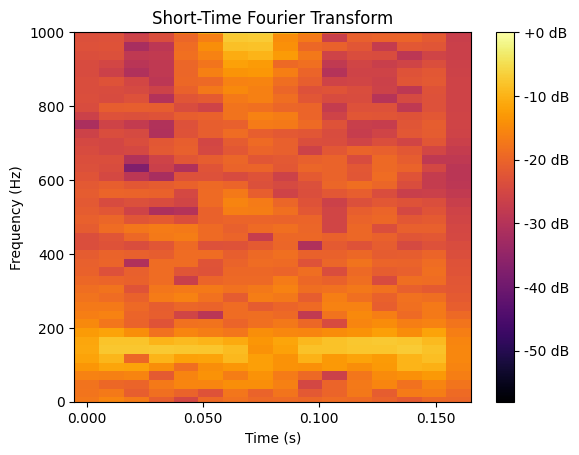 Short-Time Fourier Transform
1000
800
600
400
200
0
Frequency (Hz)
0.000
0.050
0.100
0.150
Time (s)
+0 dB
-10 dB
-20 dB
-30 dB
-40 dB
-50 dB